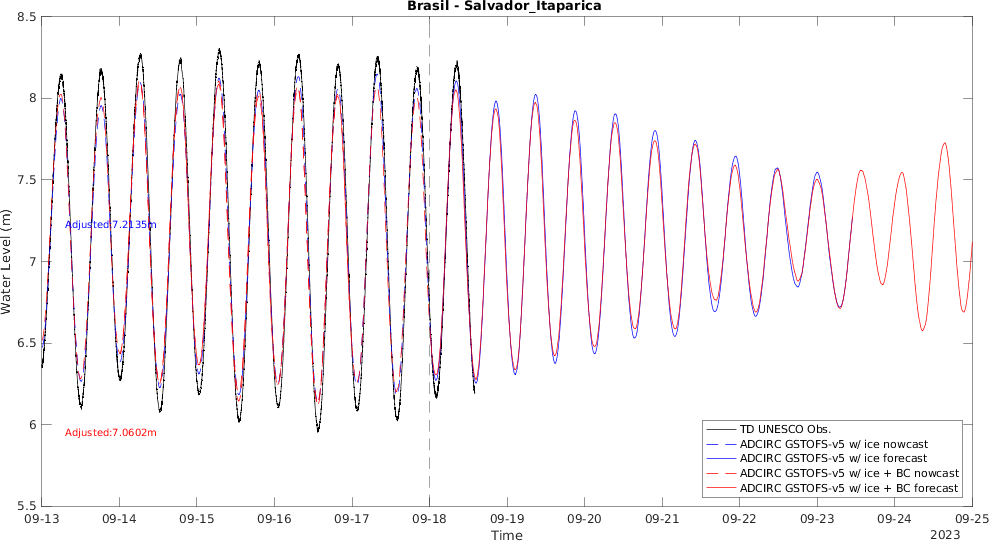 Brasil - Salvador_Itaparica
8.5
8
7.5
7
6.5
6
5.5
Water Level (m)
Adjusted:7.2135m
Adjusted:7.0602m
TD UNESCO Obs.
ADCIRC GSTOFS-v5 w/ ice nowcast
ADCIRC GSTOFS-v5 w/ ice forecast
ADCIRC GSTOFS-v5 w/ ice + BC nowcast
ADCIRC GSTOFS-v5 w/ ice + BC forecast
09-13 09-14 09-15 09-16 09-17 09-18 09-19 09-20 09-21 09-22 09-23 09-24 09-25
Time
2023